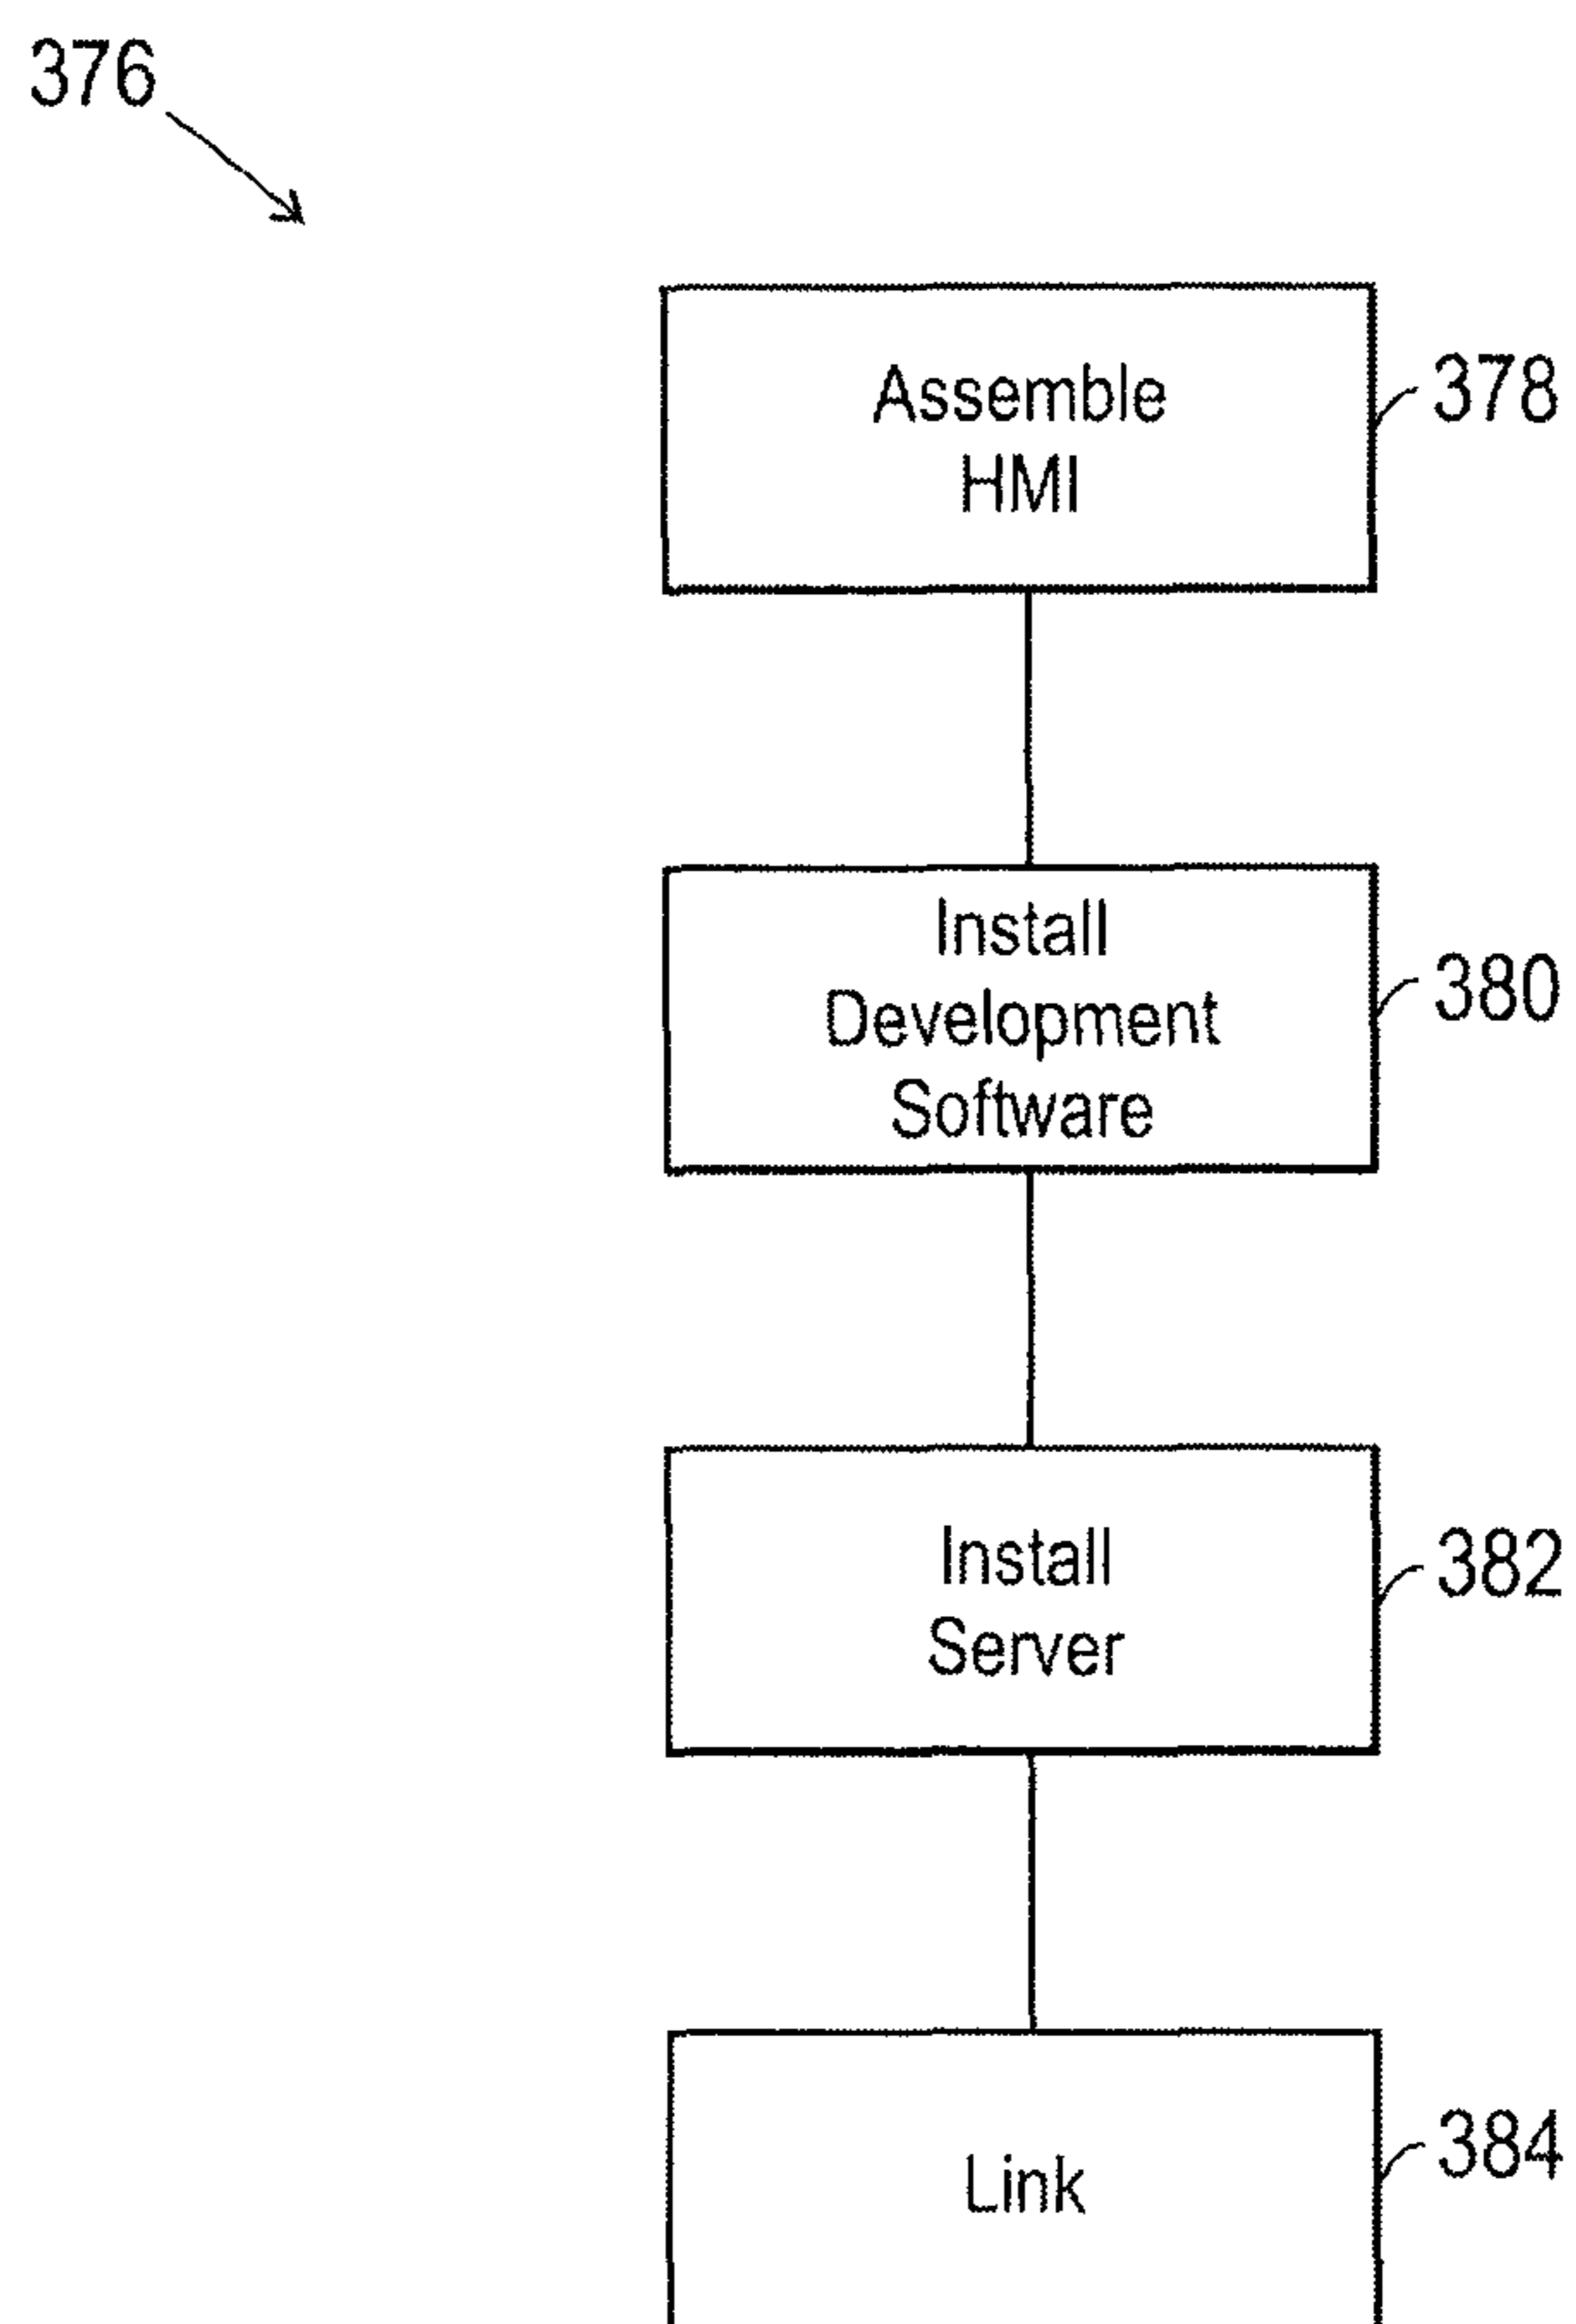 376
Assemble
HMI
378
Install
Development
Software
380
Install
Server
382
Link
384